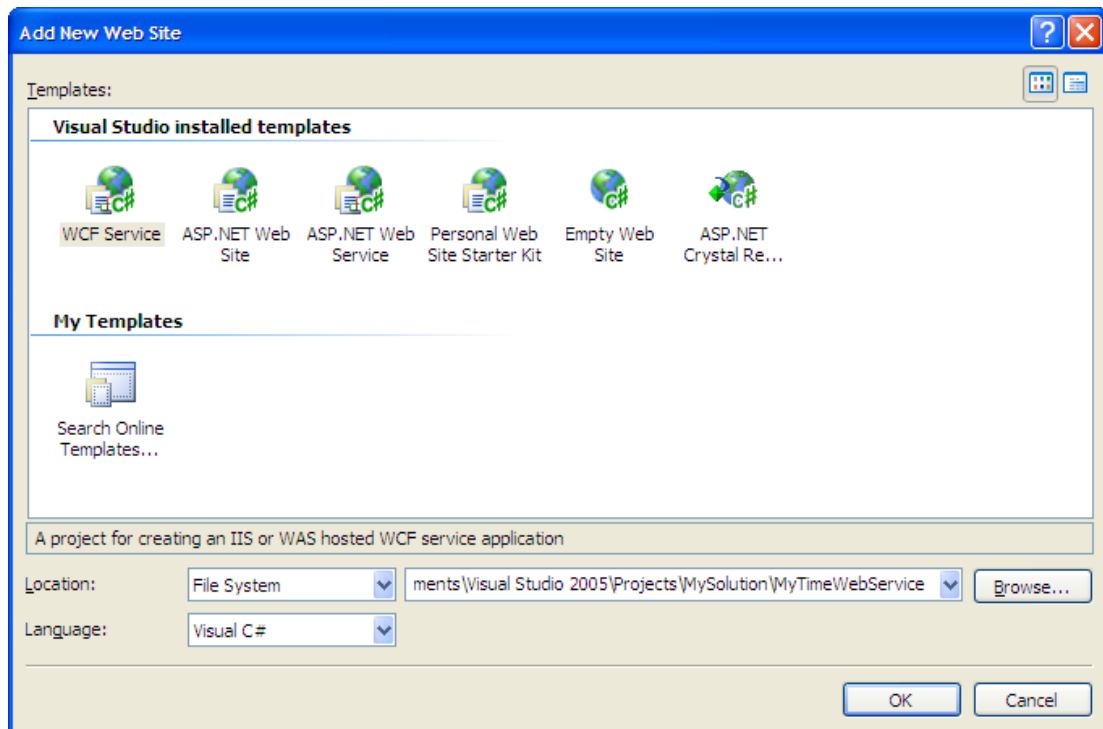 Add New Web Site
Templates:
Visual Studio installed templates
WCF Service ASP.NET Web Site ASP.NET Web Service Personal Web Site Starter Kit Empty Web Site ASP.NET Crystal Re...
My Templates
Search Online
Templates...
A project for creating an IIS or WAS hosted WCF service application
Location: File System ments\Visual Studio 2005\Projects\MySolution\MyTimeWebService Browse...
Language: Visual C#
OK Cancel